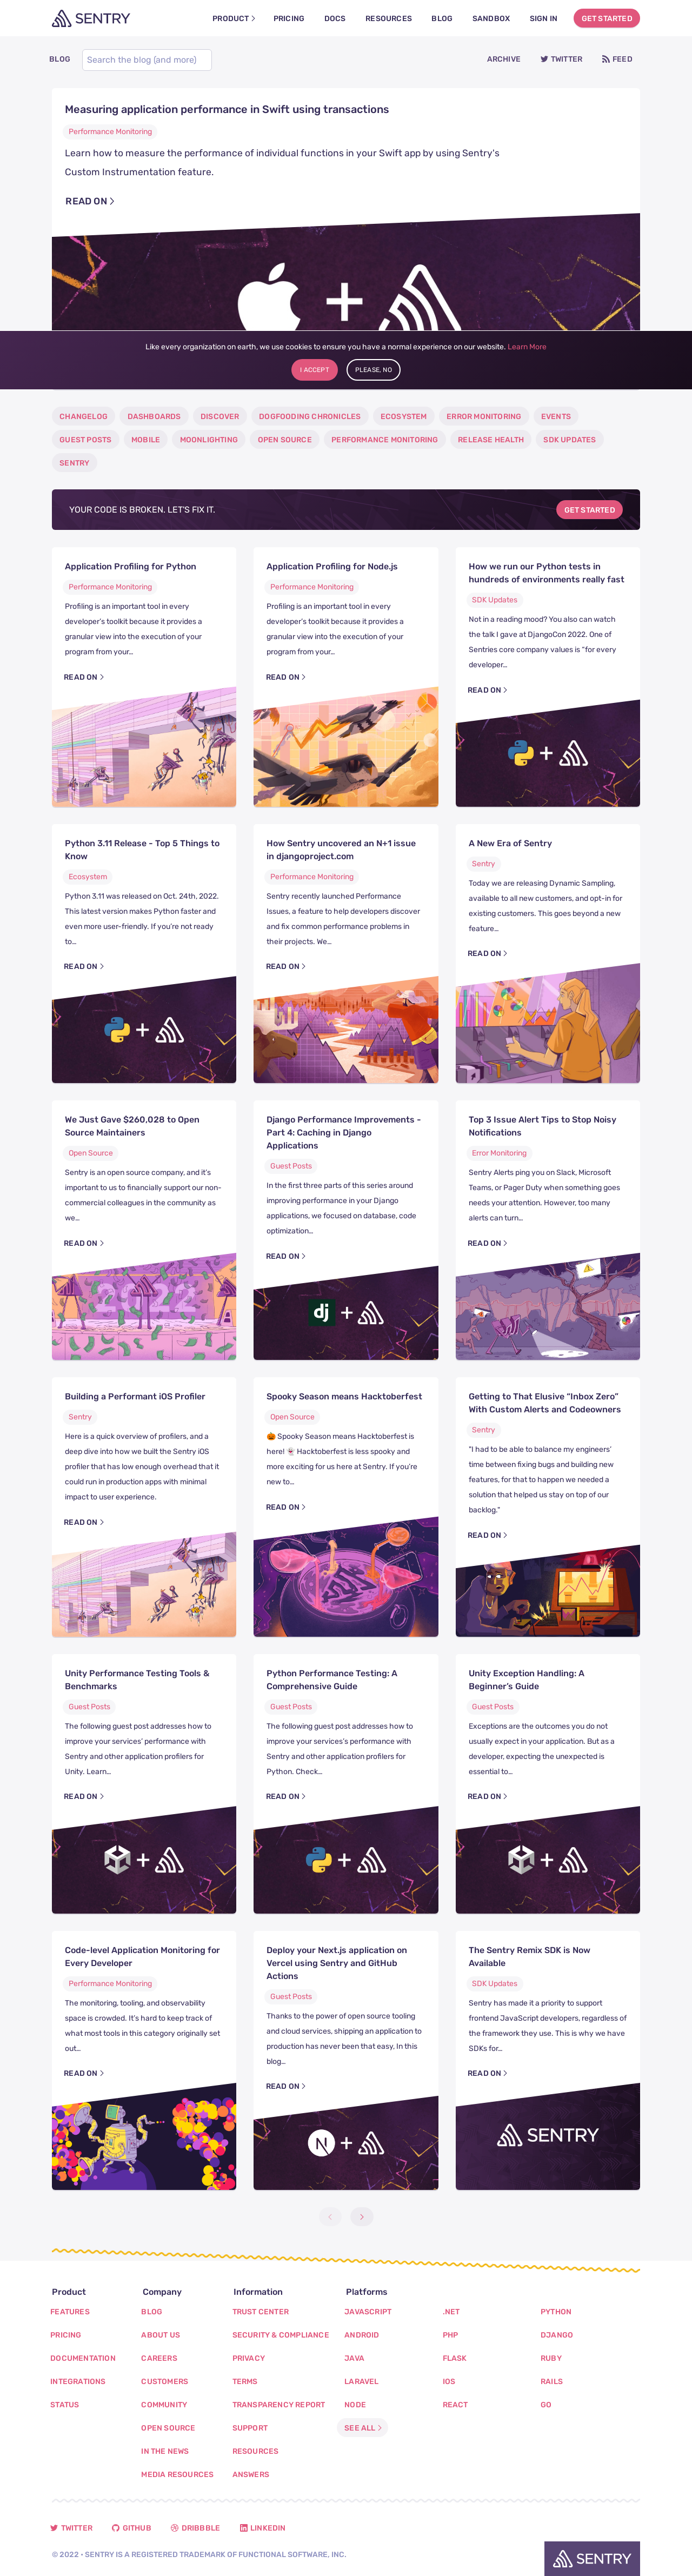 SENTRY
PRODUCT
PRICING
DOCS
RESOURCES
BLOG
SANDBOX
SIGN IN
GET STARTED
BLOG
Search the blog (and more)
ARCHIVE
TWITTER
FEED
Measuring application performance in Swift using transactions
Performance Monitoring
Learn how to measure the performance of individual functions in your Swift app by using Sentry's
Custom Instrumentation feature.
READ ON
Like every organization on earth, we use cookies to ensure you have a normal experience on our website. Learn More
I ACCEPT
PLEASE, NO
CHANGELOG
DASHBOARDS
DISCOVER
DOGFOODING CHRONICLES
ECOSYSTEM
ERROR MONITORING
EVENTS
GUEST POSTS
MOBILE
MOONLIGHTING
OPEN SOURCE
PERFORMANCE MONITORING
RELEASE HEALTH
SDK UPDATES
SENTRY
YOUR CODE IS BROKEN. LET'S FIX IT.
GET STARTED
Application Profiling for Python
Performance Monitoring
Profiling is an important tool in every
developer's toolkit because it provides a
granular view into the execution of your
program from your…
READ ON
Application Profiling for Node.js
Performance Monitoring
Profiling is an important tool in every
developer's toolkit because it provides a
granular view into the execution of your
program from your…
READ ON
How we run our Python tests in
hundreds of environments really fast
SDK Updates
Not in a reading mood? You also can watch
the talk I gave at DjangoCon 2022. One of
Sentries core company values is "for every
developer…
READ ON
Python 3.11 Release - Top 5 Things to
Know
Ecosystem
Python 3.11 was released on Oct. 24th, 2022.
This latest version makes Python faster and
even more user-friendly. If you're not ready
to…
READ ON
How Sentry uncovered an N+1 issue
in djangoproject.com
Performance Monitoring
Sentry recently launched Performance
Issues, a feature to help developers discover
and fix common performance problems in
their projects. We…
READ ON
A New Era of Sentry
Sentry
Today we are releasing Dynamic Sampling,
available to all new customers, and opt-in for
existing customers. This goes beyond a new
feature…
READ ON
We Just Gave $260,028 to Open
Source Maintainers
Open Source
Sentry is an open source company, and it's
important to us to financially support our non-
commercial colleagues in the community as
we…
READ ON
2022
Django Performance Improvements -
Part 4: Caching in Django
Applications
Guest Posts
In the first three parts of this series around
improving performance in your Django
applications, we focused on database, code
optimization…
READ ON
dj
Top 3 Issue Alert Tips to Stop Noisy
Notifications
Error Monitoring
Sentry Alerts ping you on Slack, Microsoft
Teams, or Pager Duty when something goes
needs your attention. However, too many
alerts can turn…
READ ON
Building a Performant iOS Profiler
Sentry
Here is a quick overview of profilers, and a
deep dive into how we built the Sentry iOS
profiler that has low enough overhead that it
could run in production apps with minimal
impact to user experience.
READ ON
Spooky Season means Hacktoberfest
Open Source
🎃 Spooky Season means Hacktoberfest is
here! 👻 Hacktoberfest is less spooky and
more exciting for us here at Sentry. If you're
new to…
READ ON
Getting to That Elusive "Inbox Zero"
With Custom Alerts and Codeowners
Sentry
"I had to be able to balance my engineers'
time between fixing bugs and building new
features, for that to happen we needed a
solution that helped us stay on top of our
backlog."
READ ON
Unity Performance Testing Tools &
Benchmarks
Guest Posts
The following guest post addresses how to
improve your services' performance with
Sentry and other application profilers for
Unity. Learn…
READ ON
Python Performance Testing: A
Comprehensive Guide
Guest Posts
The following guest post addresses how to
improve your services's performance with
Sentry and other application profilers for
Python. Check…
READ ON
Unity Exception Handling: A
Beginner's Guide
Guest Posts
Exceptions are the outcomes you do not
usually expect in your application. But as a
developer, expecting the unexpected is
essential to…
READ ON
Code-level Application Monitoring for
Every Developer
Performance Monitoring
The monitoring, tooling, and observability
space is crowded. It's hard to keep track of
what most tools in this category originally set
out…
READ ON
Deploy your Next.js application on
Vercel using Sentry and GitHub
Actions
Guest Posts
Thanks to the power of open source tooling
and cloud services, shipping an application to
production has never been that easy, In this
blog…
READ ON
N
The Sentry Remix SDK is Now
Available
SDK Updates
Sentry has made it a priority to support
frontend JavaScript developers, regardless of
the framework they use. This is why we have
SDKs for…
READ ON
SENTRY
Product
FEATURES
PRICING
DOCUMENTATION
INTEGRATIONS
STATUS
Company
BLOG
ABOUT US
CAREERS
CUSTOMERS
COMMUNITY
OPEN SOURCE
IN THE NEWS
MEDIA RESOURCES
Information
TRUST CENTER
SECURITY & COMPLIANCE
PRIVACY
TERMS
TRANSPARENCY REPORT
SUPPORT
RESOURCES
ANSWERS
Platforms
JAVASCRIPT
ANDROID
JAVA
LARAVEL
NODE
SEE ALL
.NET
PHP
FLASK
IOS
REACT
PYTHON
DJANGO
RUBY
RAILS
GO
TWITTER
GITHUB
DRIBBBLE
LINKEDIN
© 2022 • SENTRY IS A REGISTERED TRADEMARK OF FUNCTIONAL SOFTWARE, INC.
SENTRY